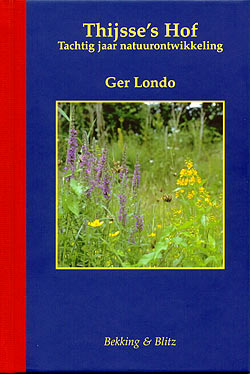 Thijsse's Hof
Tachtig jaar natuurontwikkeling
Ger Londo
Bekking & Blitz